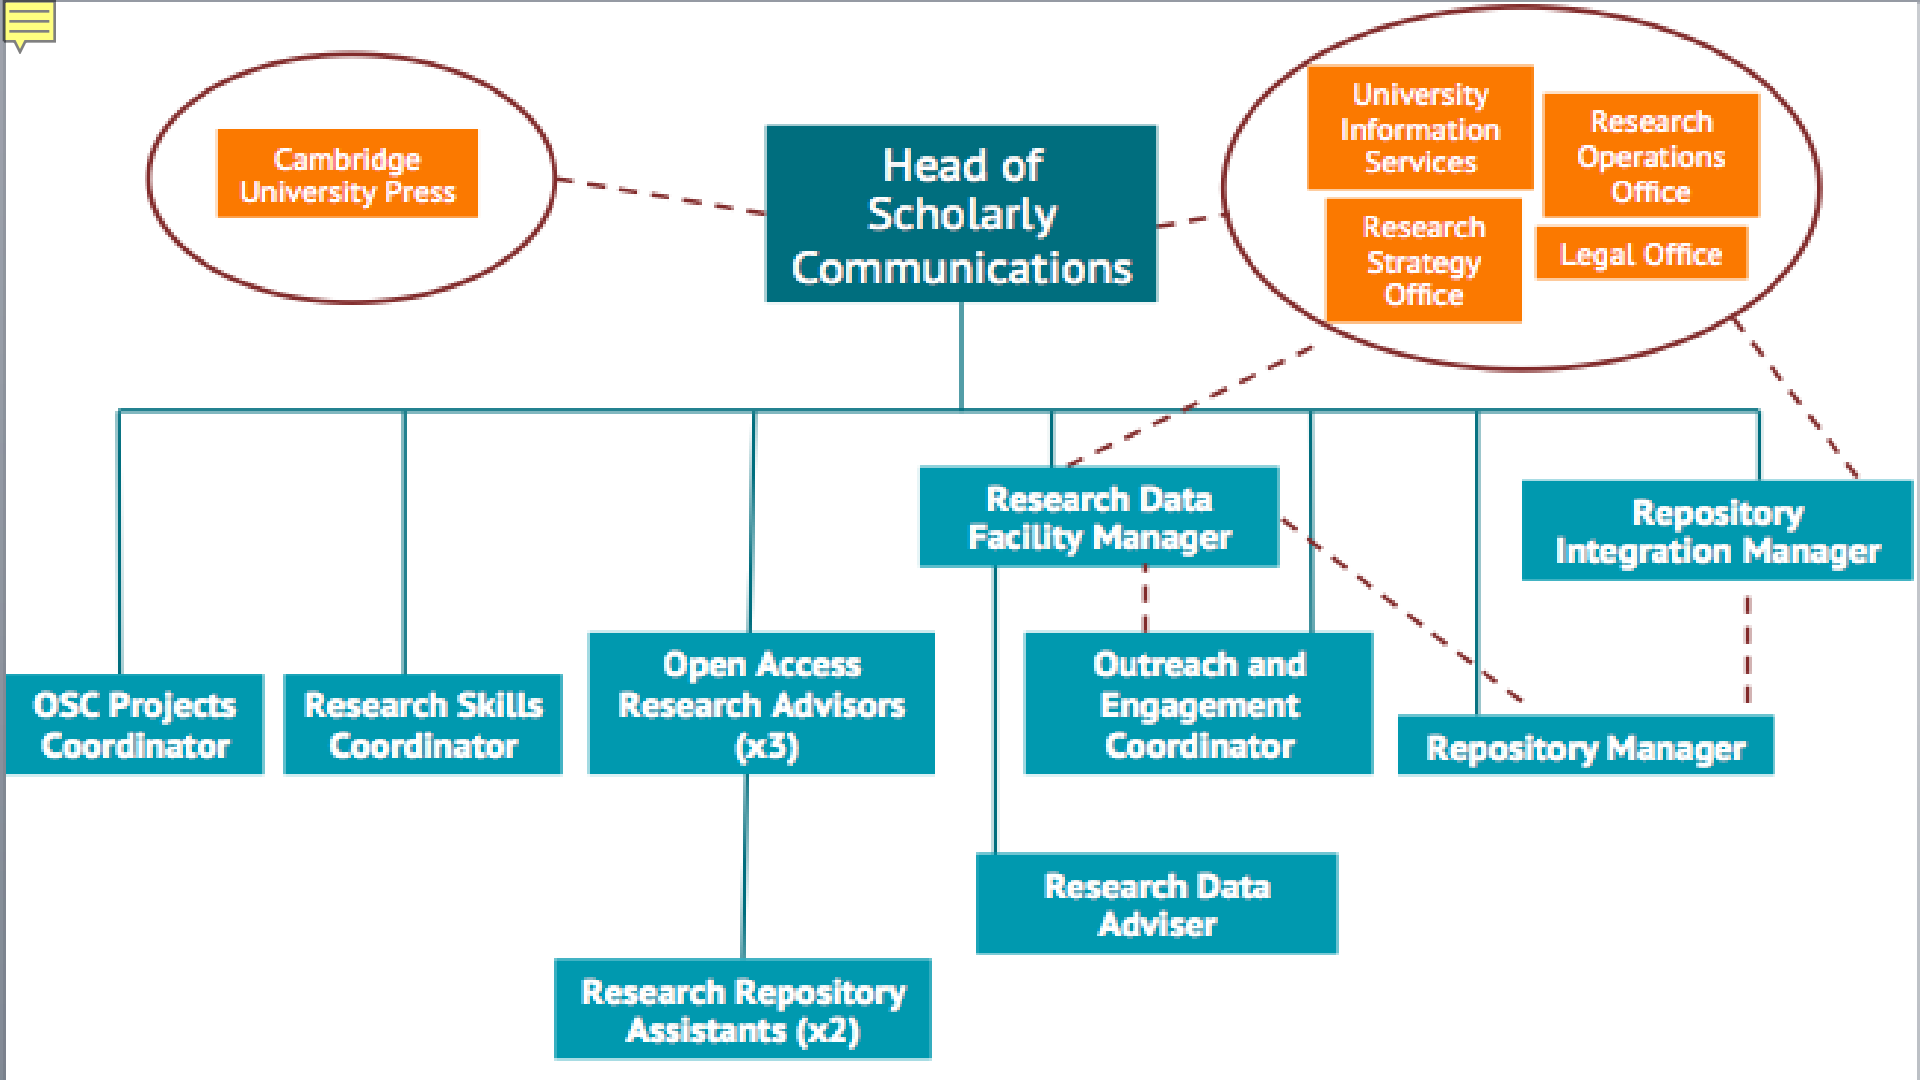 Cambridge
University Press
Head of
Scholarly
Communications
University
Information
Services
Research
Operations
Office
Research
Strategy
Office
Legal Office
Research Data
Facility Manager
Repository
Integration Manager
OSC Projects
Coordinator
Research Skills
Coordinator
Open Access
Research Advisors
(x3)
Outreach and
Engagement
Coordinator
Repository Manager
Research Data
Adviser
Research Repository
Assistants (x2)